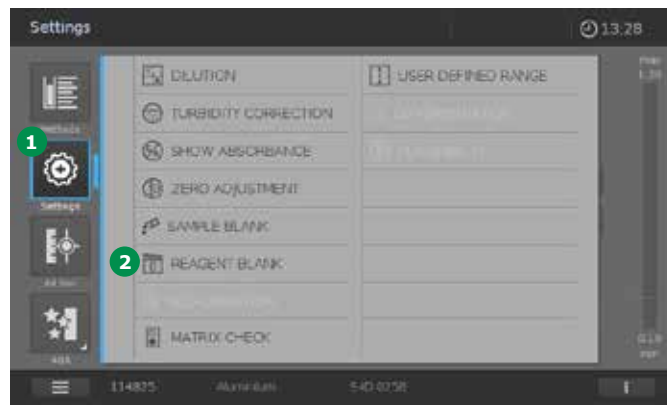 Settings
13:28
DILUTION
TURBIDITY CORRECTION
SHOW ABSORBANCE
ZERO ADJUSTMENT
SAMPLE BLANK
REAGENT BLANK
MATRIX CHECK
USER DEFINED RANGE
1
Settings
2
AQA
114825 Aluminium
i